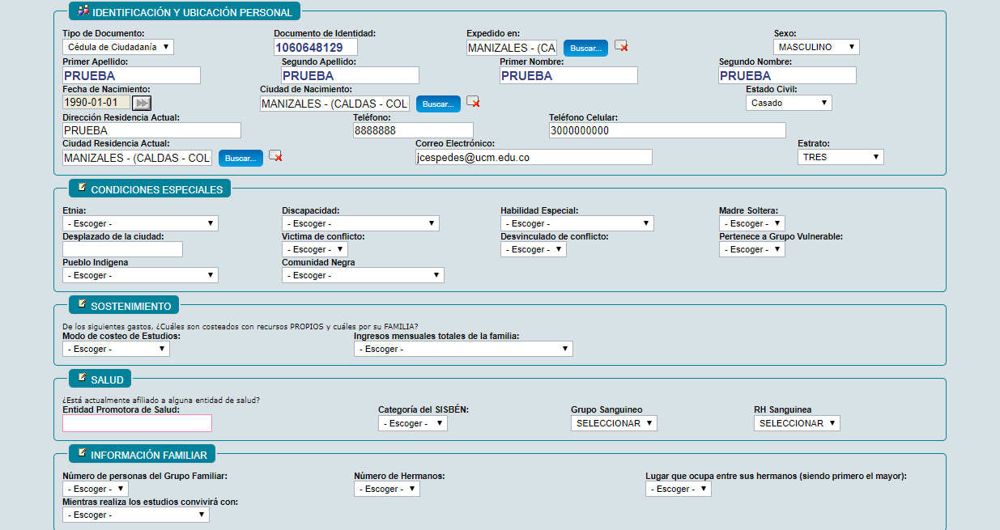 IDENTIFICACIÓN Y UBICACIÓN PERSONAL
Tipo de Documento: Documento de Identidad: Expedido en: Sexo:
Cédula de Ciudadanía 1060648129 MANIZALES - (CA Buscar... MASCULINO
Primer Apellido: Segundo Apellido: Primer Nombre: Segundo Nombre:
PRUEBA PRUEBA PRUEBA PRUEBA
Fecha de Nacimiento: Ciudad de Nacimiento: Estado Civil:
1990-01-01 MANIZALES - (CALDAS - COL Buscar... Casado
Dirección Residencia Actual: Teléfono: Teléfono Celular:
PRUEBA 8888888 3000000000
Ciudad Residencia Actual: Correo Electrónico: Estrato:
MANIZALES - (CALDAS - COL Buscar... jcespedes@ucm.edu.co TRES
CONDICIONES ESPECIALES
Etnia: Discapacidad: Habilidad Especial: Madre Soltera:
- Escoger - - Escoger - - Escoger - - Escoger -
Desplazado de la ciudad: Victima de conflicto: Desvinculado de conflicto: Pertenece a Grupo Vulnerable:
- Escoger - - Escoger - - Escoger -
Pueblo Indigena Comunidad Negra
- Escoger - - Escoger -
SOSTENIMIENTO
De los siguientes gastos, ¿Cuáles son costeados con recursos PROPIOS y cuáles por su FAMILIA?
Modo de costeo de Estudios: Ingresos mensuales totales de la familia:
- Escoger - - Escoger -
SALUD
¿Está actualmente afiliado a alguna entidad de salud?
Entidad Promotora de Salud: Categoría del SISBÉN: Grupo Sanguineo RH Sanguinea
- Escoger - SELECCIONAR SELECCIONAR
INFORMACIÓN FAMILIAR
Número de personas del Grupo Familiar: Número de Hermanos: Lugar que ocupa entre sus hermanos (siendo primero el mayor):
- Escoger - - Escoger - - Escoger -
Mientras realiza los estudios convivirá con:
- Escoger -